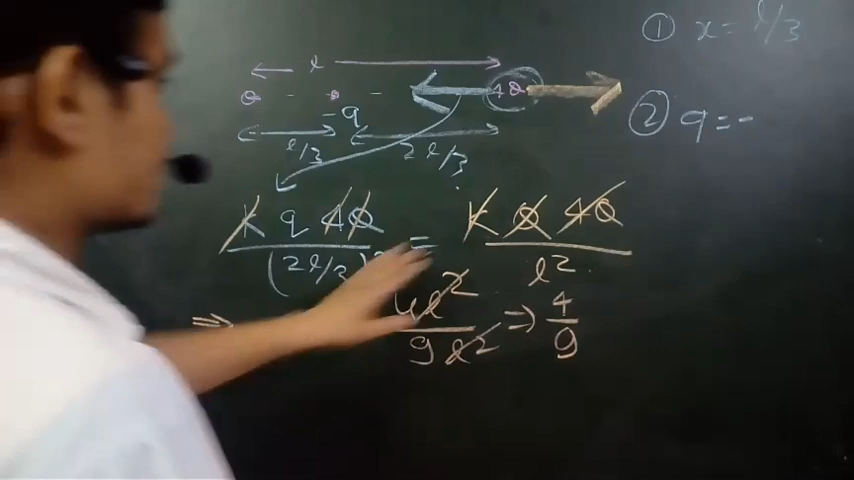 ① x = l/3
l
Q - Q - 4Q
② q = -
-q
l/3 2l/3
K q 4Q / (2l/3)² = K Q 4Q / l²
⇒ 4l² / 9l² ⇒ 4/9